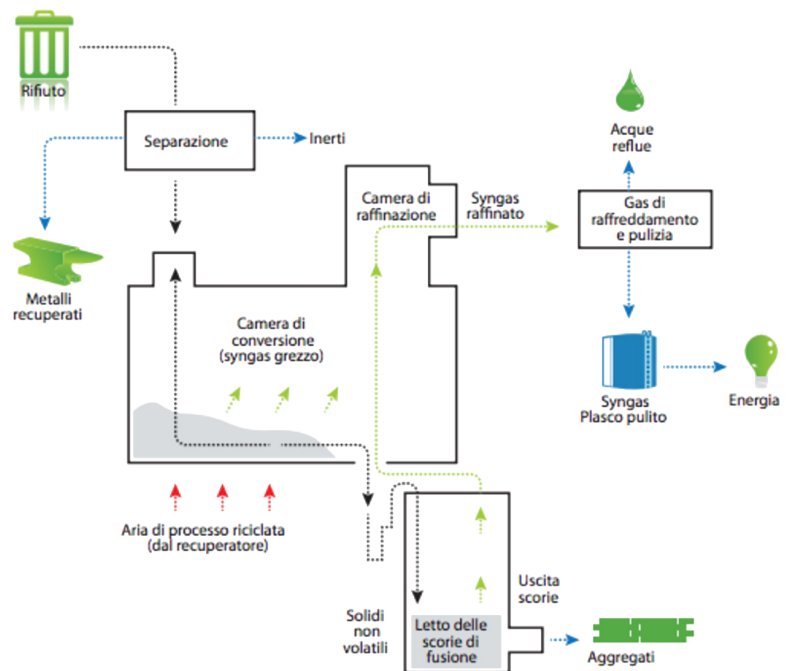 Rifiuto
Separazione
Inerti
Metalli
recuperati
Camera di
raffinazione
Syngas
raffinato
Acque
reflue
Gas di
raffreddamento
e pulizia
Camera di
conversione
(syngas grezzo)
Syngas
Plasco pulito
Energia
Aria di processo riciclata
(dal recuperatore)
Solidi
non
volatili
Letto delle
scorie di
fusione
Uscita
scorie
Aggregati